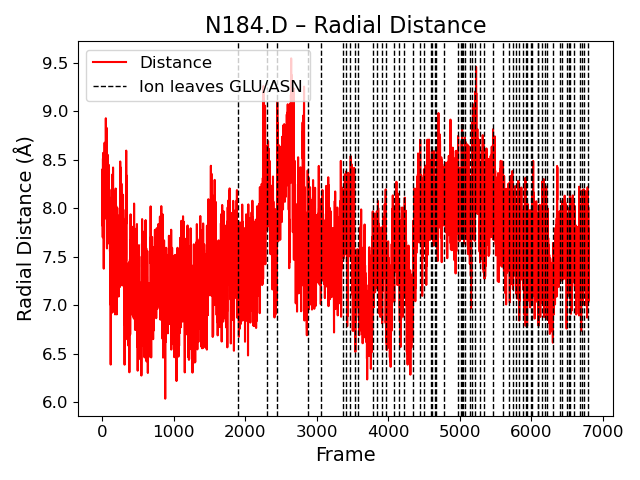 N184.D – Radial Distance
Distance
Ion leaves GLU/ASN
Radial Distance (Å)
9.5
9.0
8.5
8.0
7.5
7.0
6.5
6.0
0 1000 2000 3000 4000 5000 6000 7000
Frame